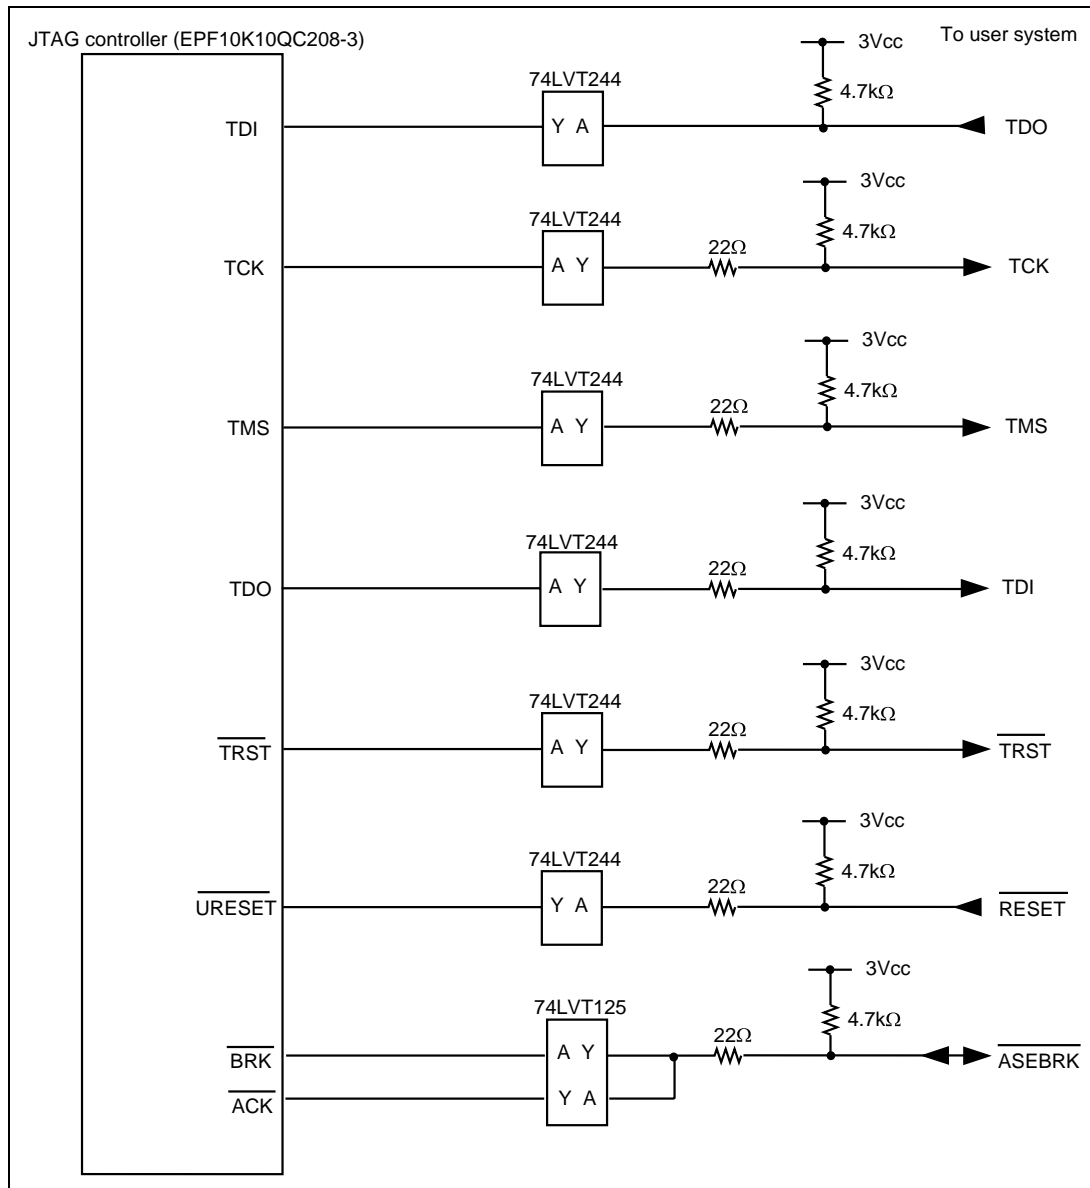 JTAG controller (EPF10K10QC208-3)
To user system
3Vcc
4.7kΩ
74LVT244
TDI
Y A
TDO
3Vcc
4.7kΩ
74LVT244
22Ω
TCK
A Y
TCK
3Vcc
4.7kΩ
74LVT244
22Ω
TMS
A Y
TMS
3Vcc
4.7kΩ
74LVT244
22Ω
TDO
A Y
TDI
3Vcc
4.7kΩ
74LVT244
22Ω
TRST
A Y
TRST
3Vcc
4.7kΩ
74LVT244
22Ω
URESET
Y A
RESET
3Vcc
4.7kΩ
74LVT125
22Ω
BRK
A Y
ASEBRK
ACK
Y A